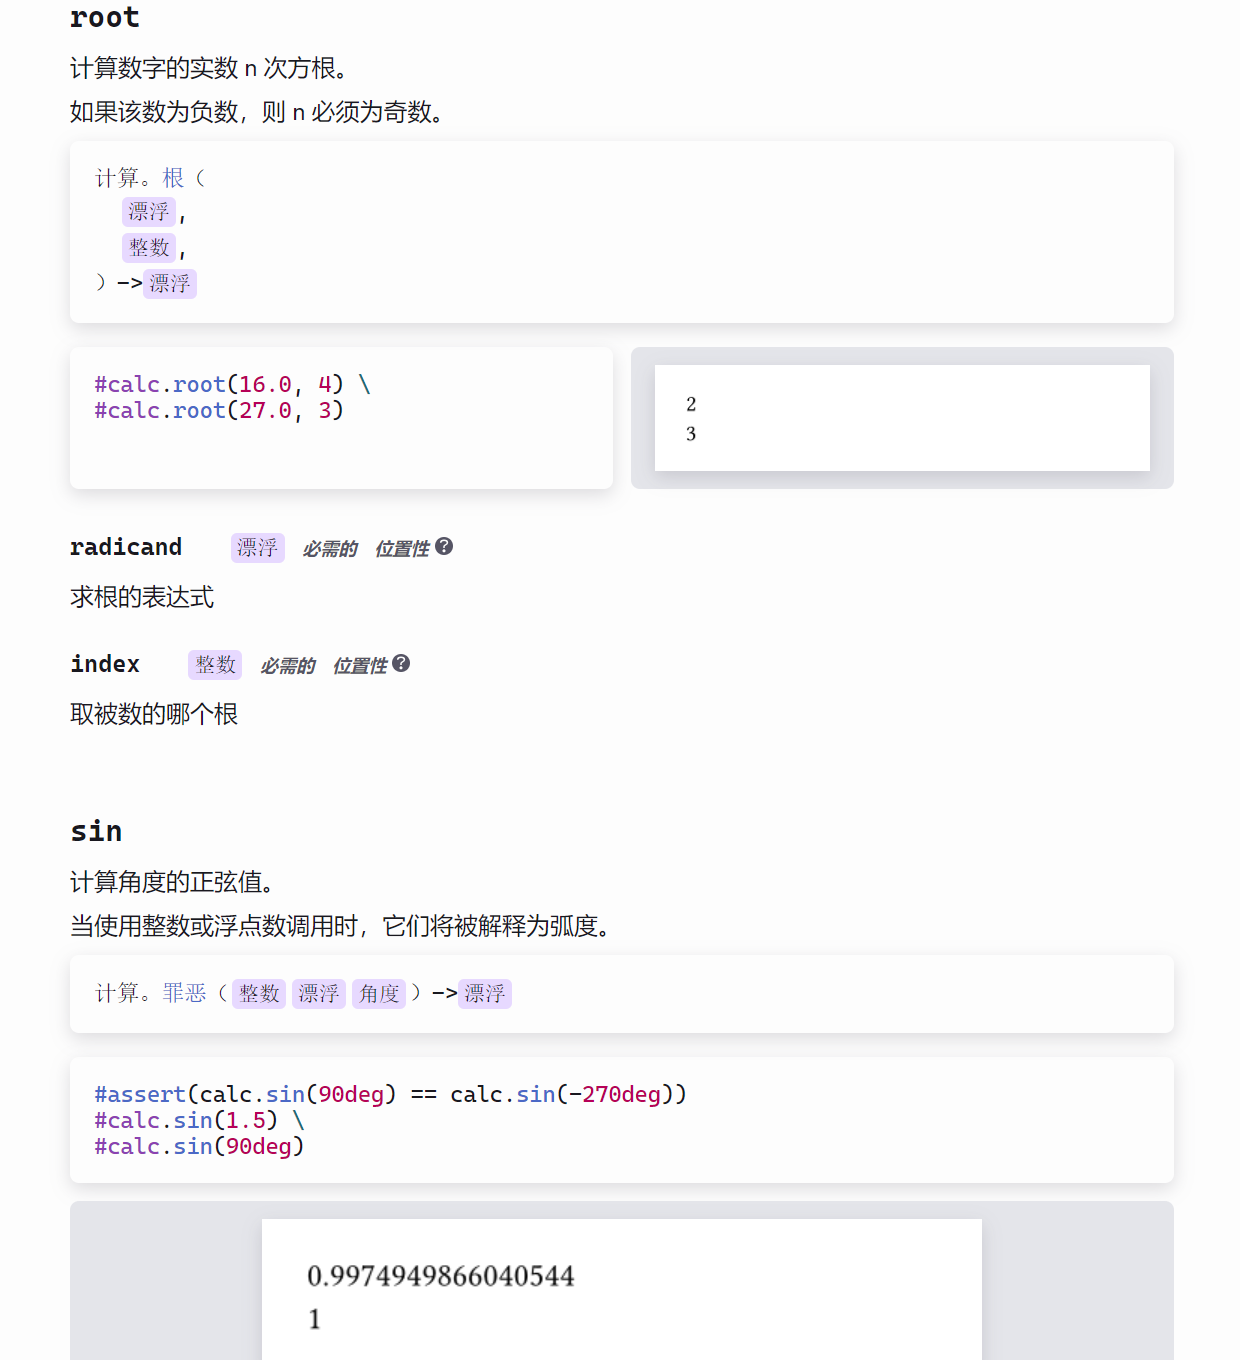 root
计算数字的实数 n 次方根。
如果该数为负数，则 n 必须为奇数。
计算。根（
漂浮,
整数,
）->漂浮
#calc.root(16.0, 4) \
#calc.root(27.0, 3)
2
3
radicand 漂浮 必需的 位置性 ?
求根的表达式
index 整数 必需的 位置性 ?
取被数的哪个根
sin
计算角度的正弦值。
当使用整数或浮点数调用时，它们将被解释为弧度。
计算。罪恶（整数 漂浮 角度）->漂浮
#assert(calc.sin(90deg) == calc.sin(-270deg))
#calc.sin(1.5) \
#calc.sin(90deg)
0.9974949866040544
1